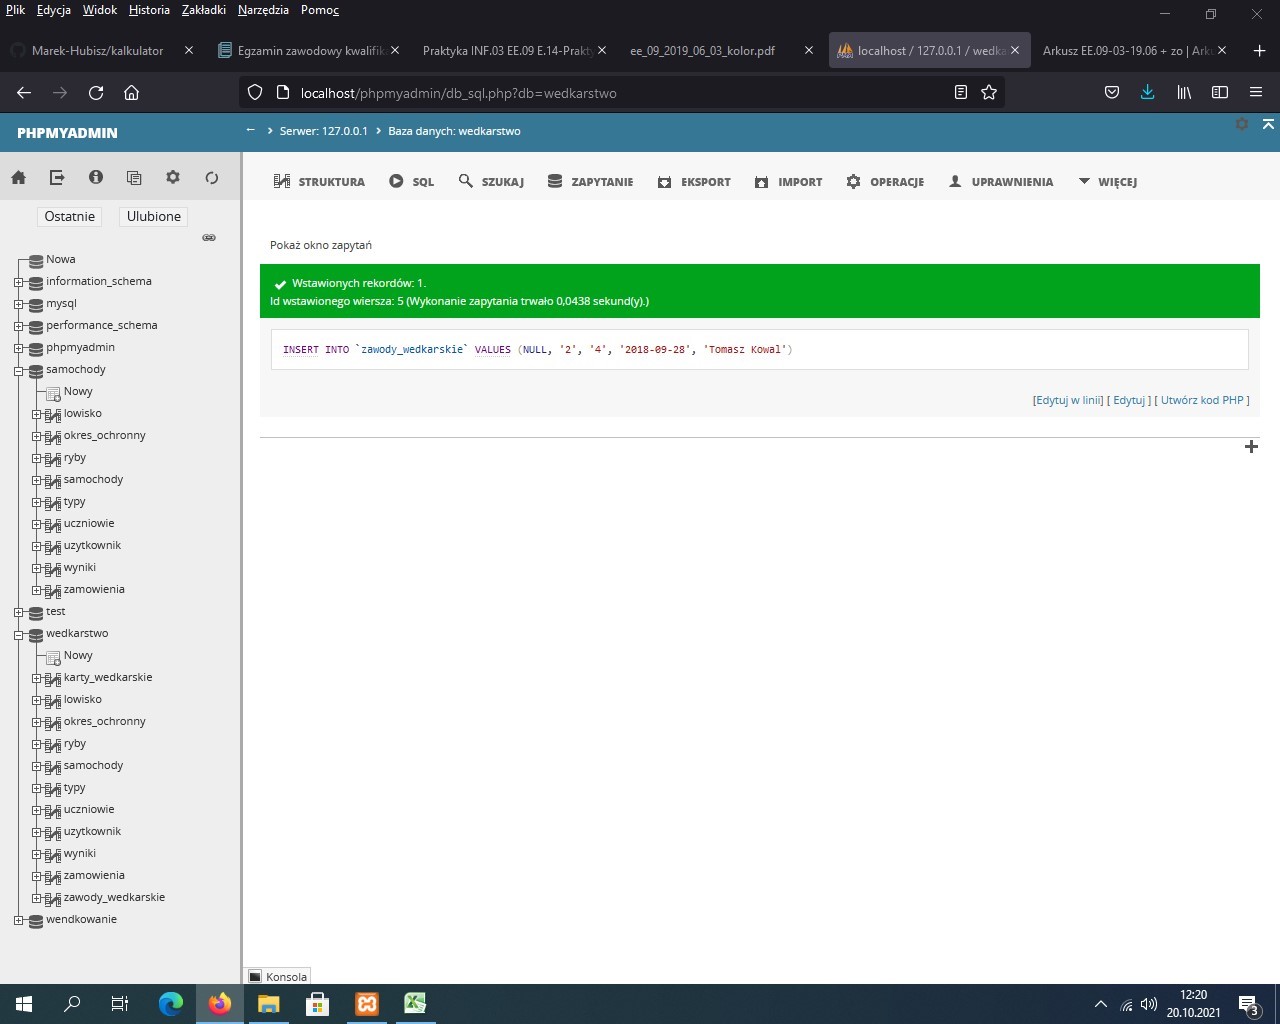 Plik Edycja Widok Historia Zakładki Narzędzia Pomoc
Marek-Hubisz/kalkulator
Egzamin zawodowy kwalifik
Praktyka INF.03 EE.09 E.14-Prakty
ee_09_2019_06_03_kolor.pdf
localhost / 127.0.0.1 / wedka
Arkusz EE.09-03-19.06 + zo | Arku
localhost/phpmyadmin/db_sql.php?db=wedkarstwo
PHPMYADMIN
Serwer: 127.0.0.1
Baza danych: wedkarstwo
STRUKTURA
SQL
SZUKAJ
ZAPYTANIE
EKSPORT
IMPORT
OPERACJE
UPRAWNIENIA
WIĘCEJ
Ostatnie
Ulubione
Nowa
information_schema
mysql
performance_schema
phpmyadmin
samochody
Nowy
lowisko
okres_ochronny
ryby
samochody
typy
uczniowie
uzytkownik
wyniki
zamowienia
test
wedkarstwo
Nowy
karty_wedkarskie
lowisko
okres_ochronny
ryby
samochody
typy
uczniowie
uzytkownik
wyniki
zamowienia
zawody_wedkarskie
wendkowanie
Pokaż okno zapytań
Wstawionych rekordów: 1.
Id wstawionego wiersza: 5 (Wykonanie zapytania trwało 0,0438 sekund(y).)
INSERT INTO `zawody_wedkarskie` VALUES (NULL, '2', '4', '2018-09-28', 'Tomasz Kowal')
[Edytuj w linii] [ Edytuj ] [ Utwórz kod PHP ]
Konsola
12:20
20.10.2021
3